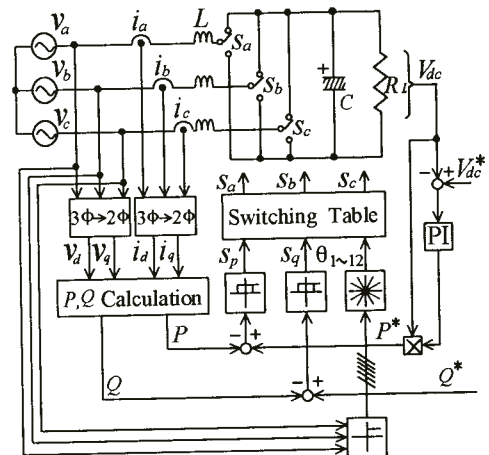 v_a i_a L S_a
v_b i_b S_b
v_c i_c S_c
+ C R_L V_dc
S_a S_b S_c
- + V_dc*
3Φ→2Φ 3Φ→2Φ
Switching Table
PI
v_d v_q i_d i_q
S_p S_q θ_1~12
P,Q Calculation
P - + P*
Q - + Q*